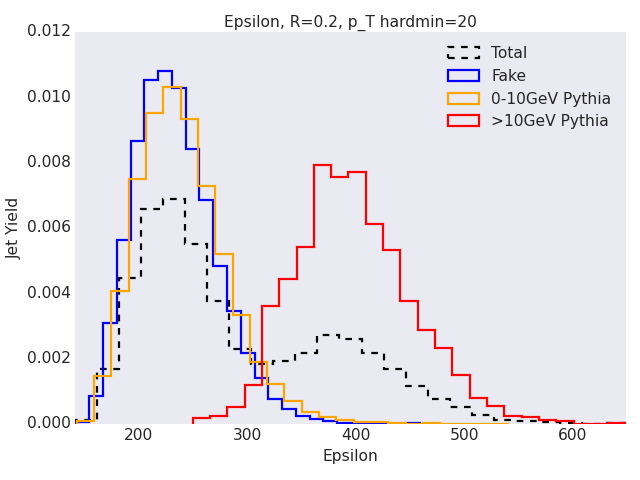 Epsilon, R=0.2, p_T hardmin=20
0.012
0.010
0.008
0.006
0.004
0.002
0.000
Jet Yield
Total
Fake
0-10GeV Pythia
>10GeV Pythia
200 300 400 500 600
Epsilon